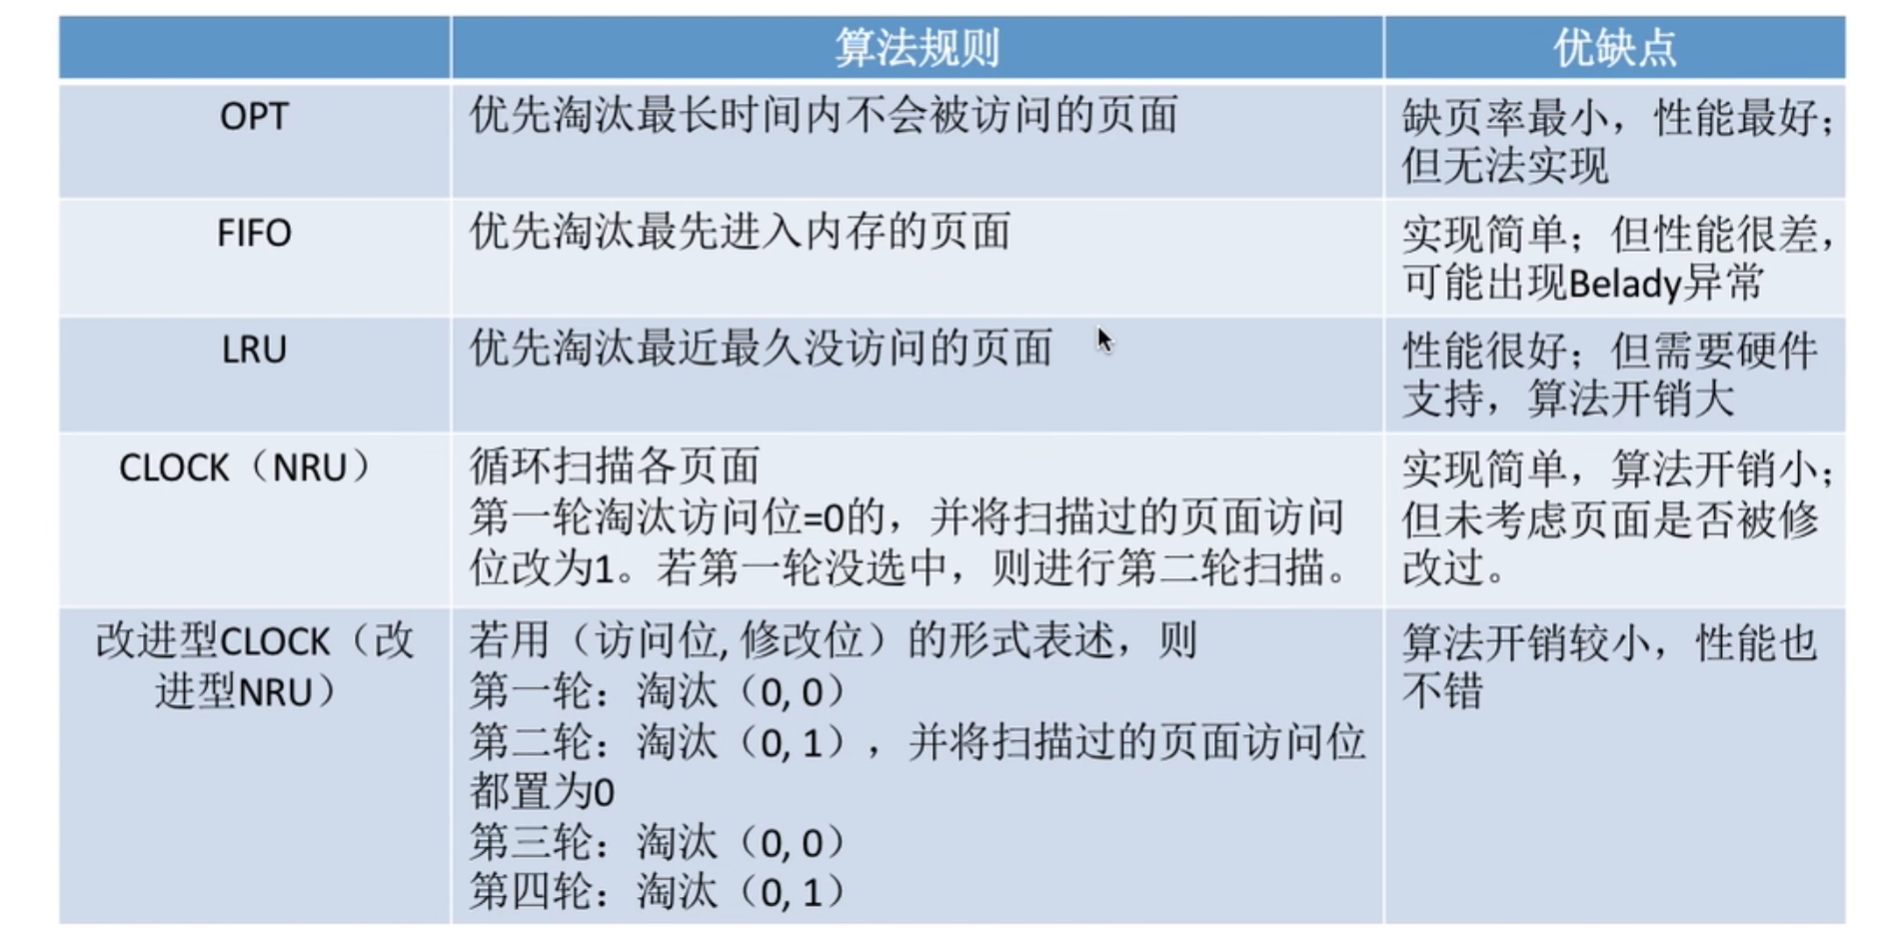 算法规则
优缺点
OPT
优先淘汰最长时间内不会被访问的页面
缺页率最小，性能最好；
但无法实现
FIFO
优先淘汰最先进入内存的页面
实现简单；但性能很差，
可能出现Belady异常
LRU
优先淘汰最近最久没访问的页面
性能很好；但需要硬件
支持，算法开销大
CLOCK（NRU）
循环扫描各页面
第一轮淘汰访问位=0的，并将扫描过的页面访问
位改为1。若第一轮没选中，则进行第二轮扫描。
实现简单，算法开销小；
但未考虑页面是否被修
改过。
改进型CLOCK（改
进型NRU）
若用（访问位, 修改位）的形式表述，则
第一轮：淘汰（0, 0）
第二轮：淘汰（0, 1），并将扫描过的页面访问位
都置为0
第三轮：淘汰（0, 0）
第四轮：淘汰（0, 1）
算法开销较小，性能也
不错